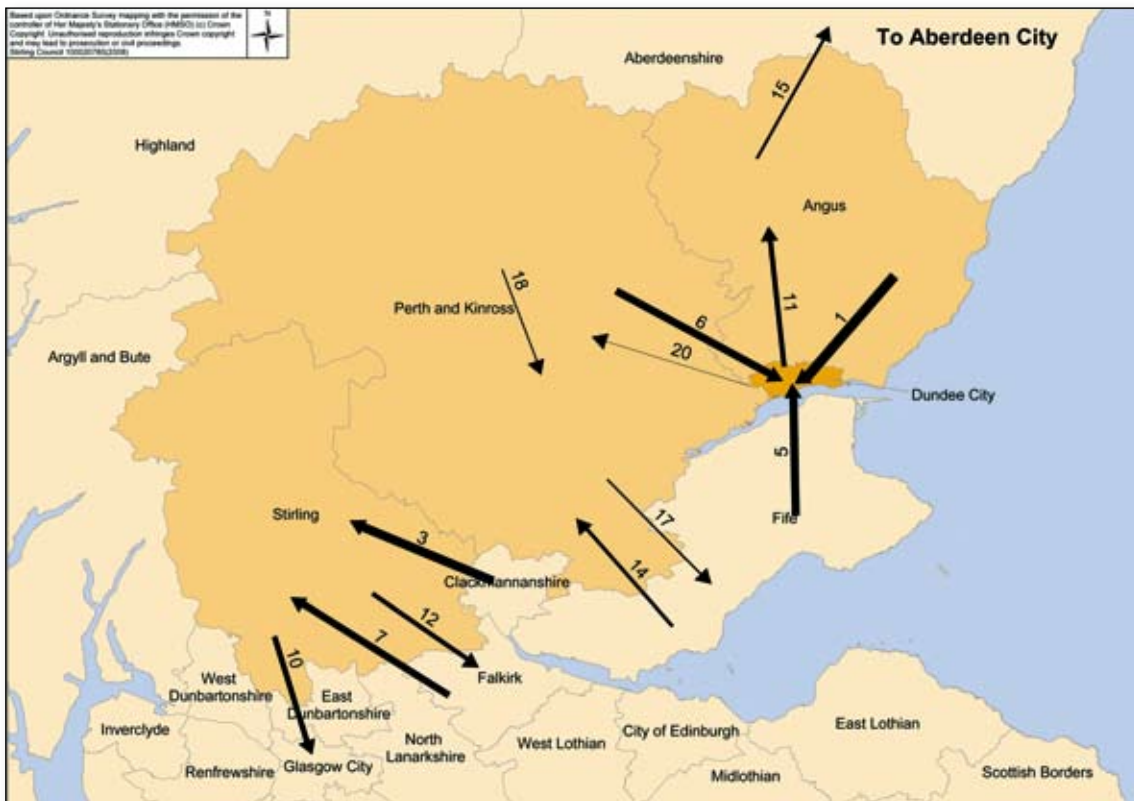 Based upon Ordnance Survey mapping with the permission of the
controller of Her Majesty's Stationary Office (HMSO) (c) Crown
Copyright. Unauthorised reproduction infringes Crown copyright
and may lead to prosecution or civil proceedings.
Stirling Council 100020780(2008)
N
To Aberdeen City
Aberdeenshire
15
Highland
Angus
18
Perth and Kinross
6
11
1
20
Argyll and Bute
Dundee City
5
Stirling
17
Fife
3
Clackmannanshire
14
12
7
10
Falkirk
West
Dunbartonshire
East
Dunbartonshire
Inverclyde
North
Lanarkshire
West Lothian
City of Edinburgh
East Lothian
Renfrewshire
Glasgow City
Midlothian
Scottish Borders